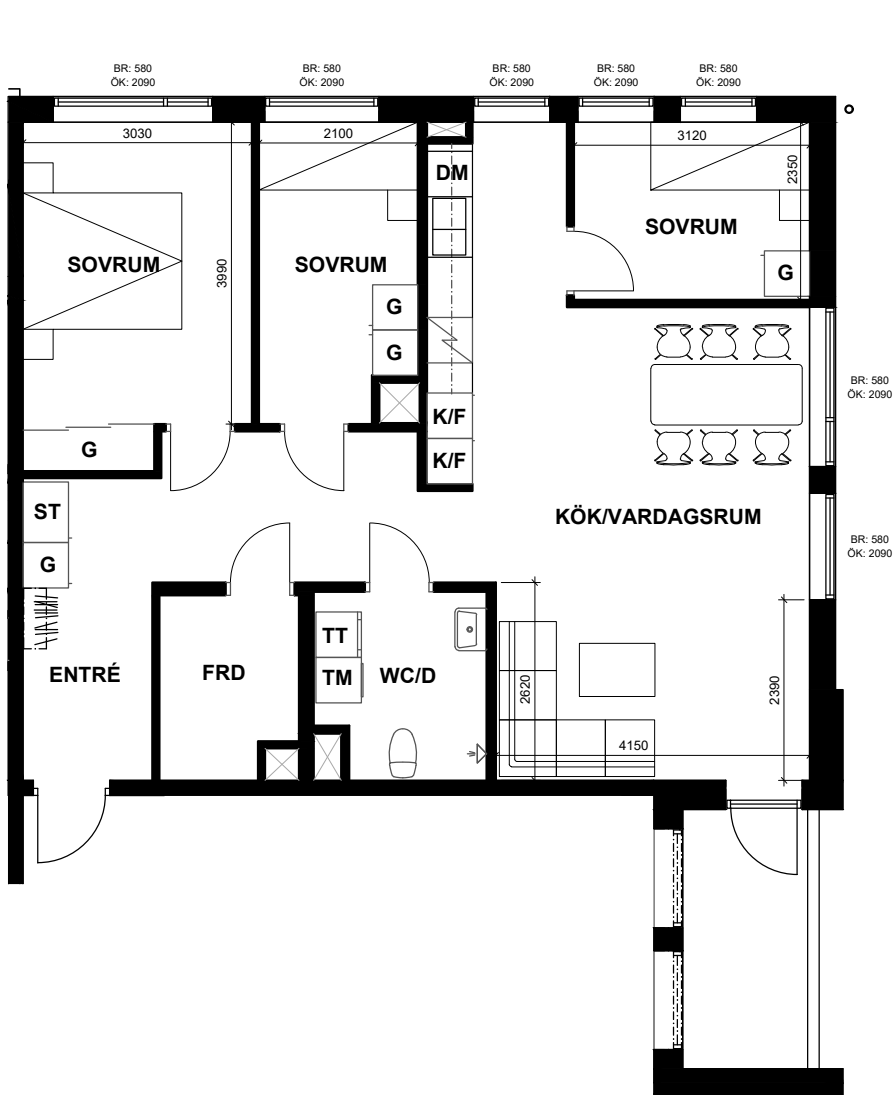 BR: 580
ÖK: 2090
BR: 580
ÖK: 2090
BR: 580
ÖK: 2090
BR: 580
ÖK: 2090
BR: 580
ÖK: 2090
3030
2100
3120
2350
DM
SOVRUM
SOVRUM
SOVRUM
3990
G
G
G
BR: 580
ÖK: 2090
K/F
K/F
G
ST
G
KÖK/VARDAGSRUM
BR: 580
ÖK: 2090
TT
TM
ENTRÉ
FRD
WC/D
2620
2390
4150